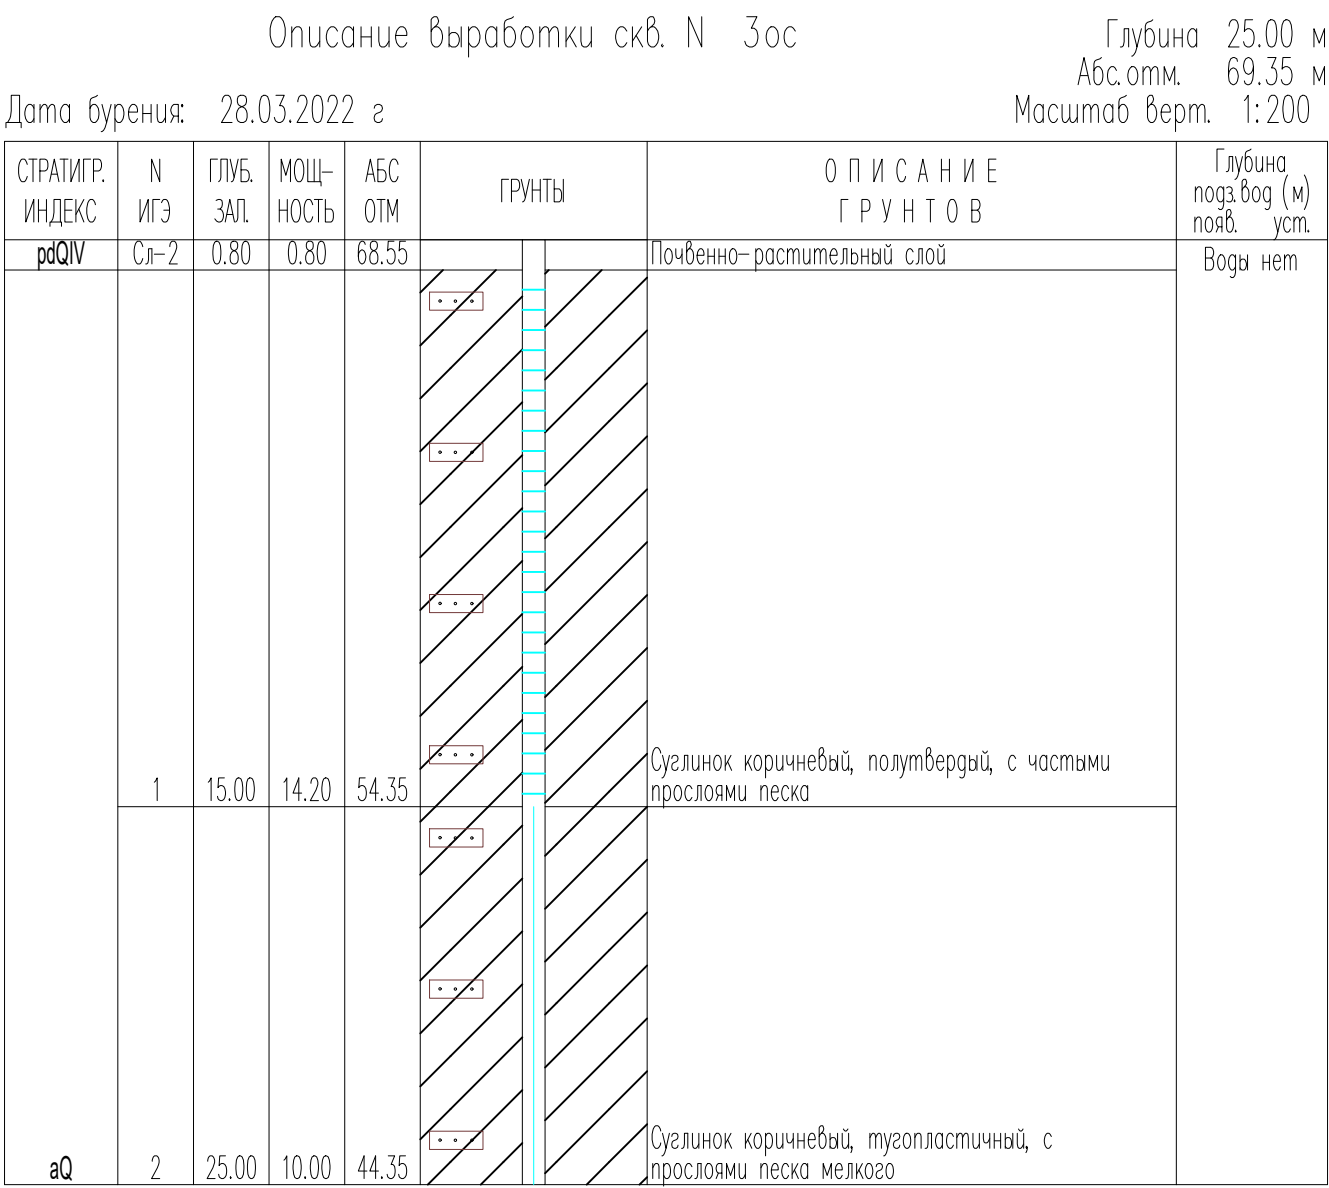 Описание выработки скв. N 3ос
Глубина 25.00 м
Абс.отм. 69.35 м
Дата бурения: 28.03.2022 г
Масштаб верт. 1:200
СТРАТИГР. ИНДЕКС
N ИГЭ
ГЛУБ. ЗАЛ.
МОЩ-НОСТЬ
АБС ОТМ
ГРУНТЫ
ОПИСАНИЕ ГРУНТОВ
Глубина подз.вод (м) появ. уст.
pdQIV Сл-2 0.80 0.80 68.55 Почвенно-растительный слой
Воды нет
Суглинок коричневый, полутвердый, с частыми
1 15.00 14.20 54.35 прослоями песка
Суглинок коричневый, тугопластичный, с
aQ 2 25.00 10.00 44.35 прослоями песка мелкого